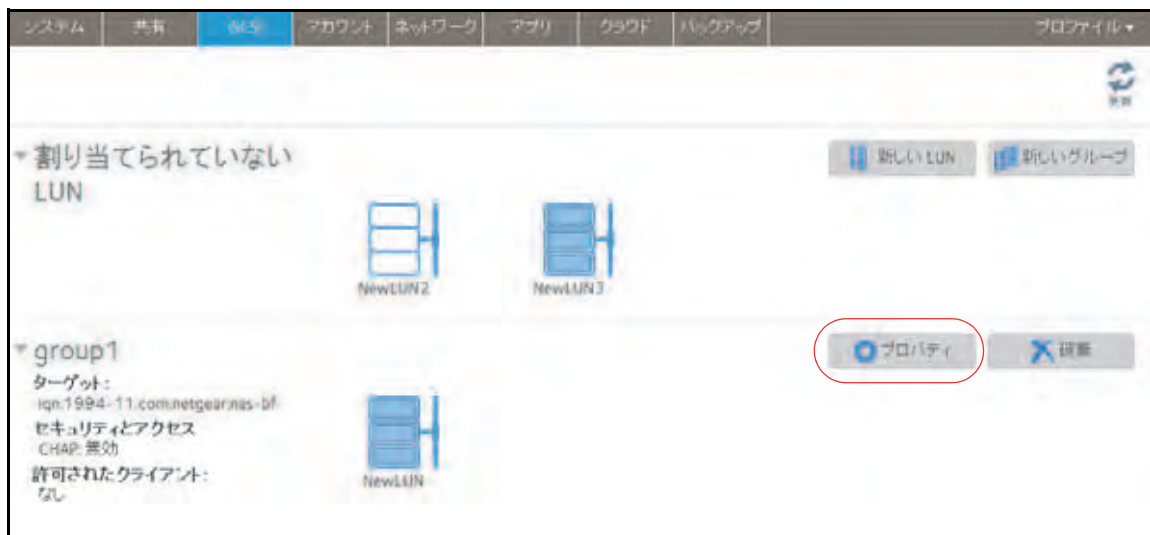 システム 共有 iSCSI アカウント ネットワーク アプリ クラウド バックアップ プロファイル ▾
更新
割り当てられていない
LUN
新しい LUN 新しいグループ
NewLUN2 NewLUN3
group1
プロパティ 破棄
ターゲット:
iqn.1994-11.com.netgear:nas-bf
セキュリティとアクセス
CHAP: 無効
許可されたクライアント:
なし
NewLUN